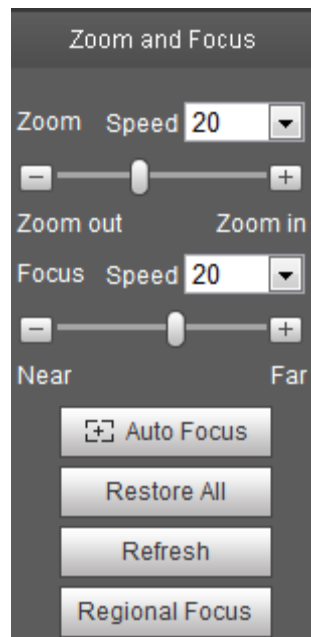 Zoom and Focus
Zoom Speed 20
Zoom out Zoom in
Focus Speed 20
Near Far
Auto Focus
Restore All
Refresh
Regional Focus